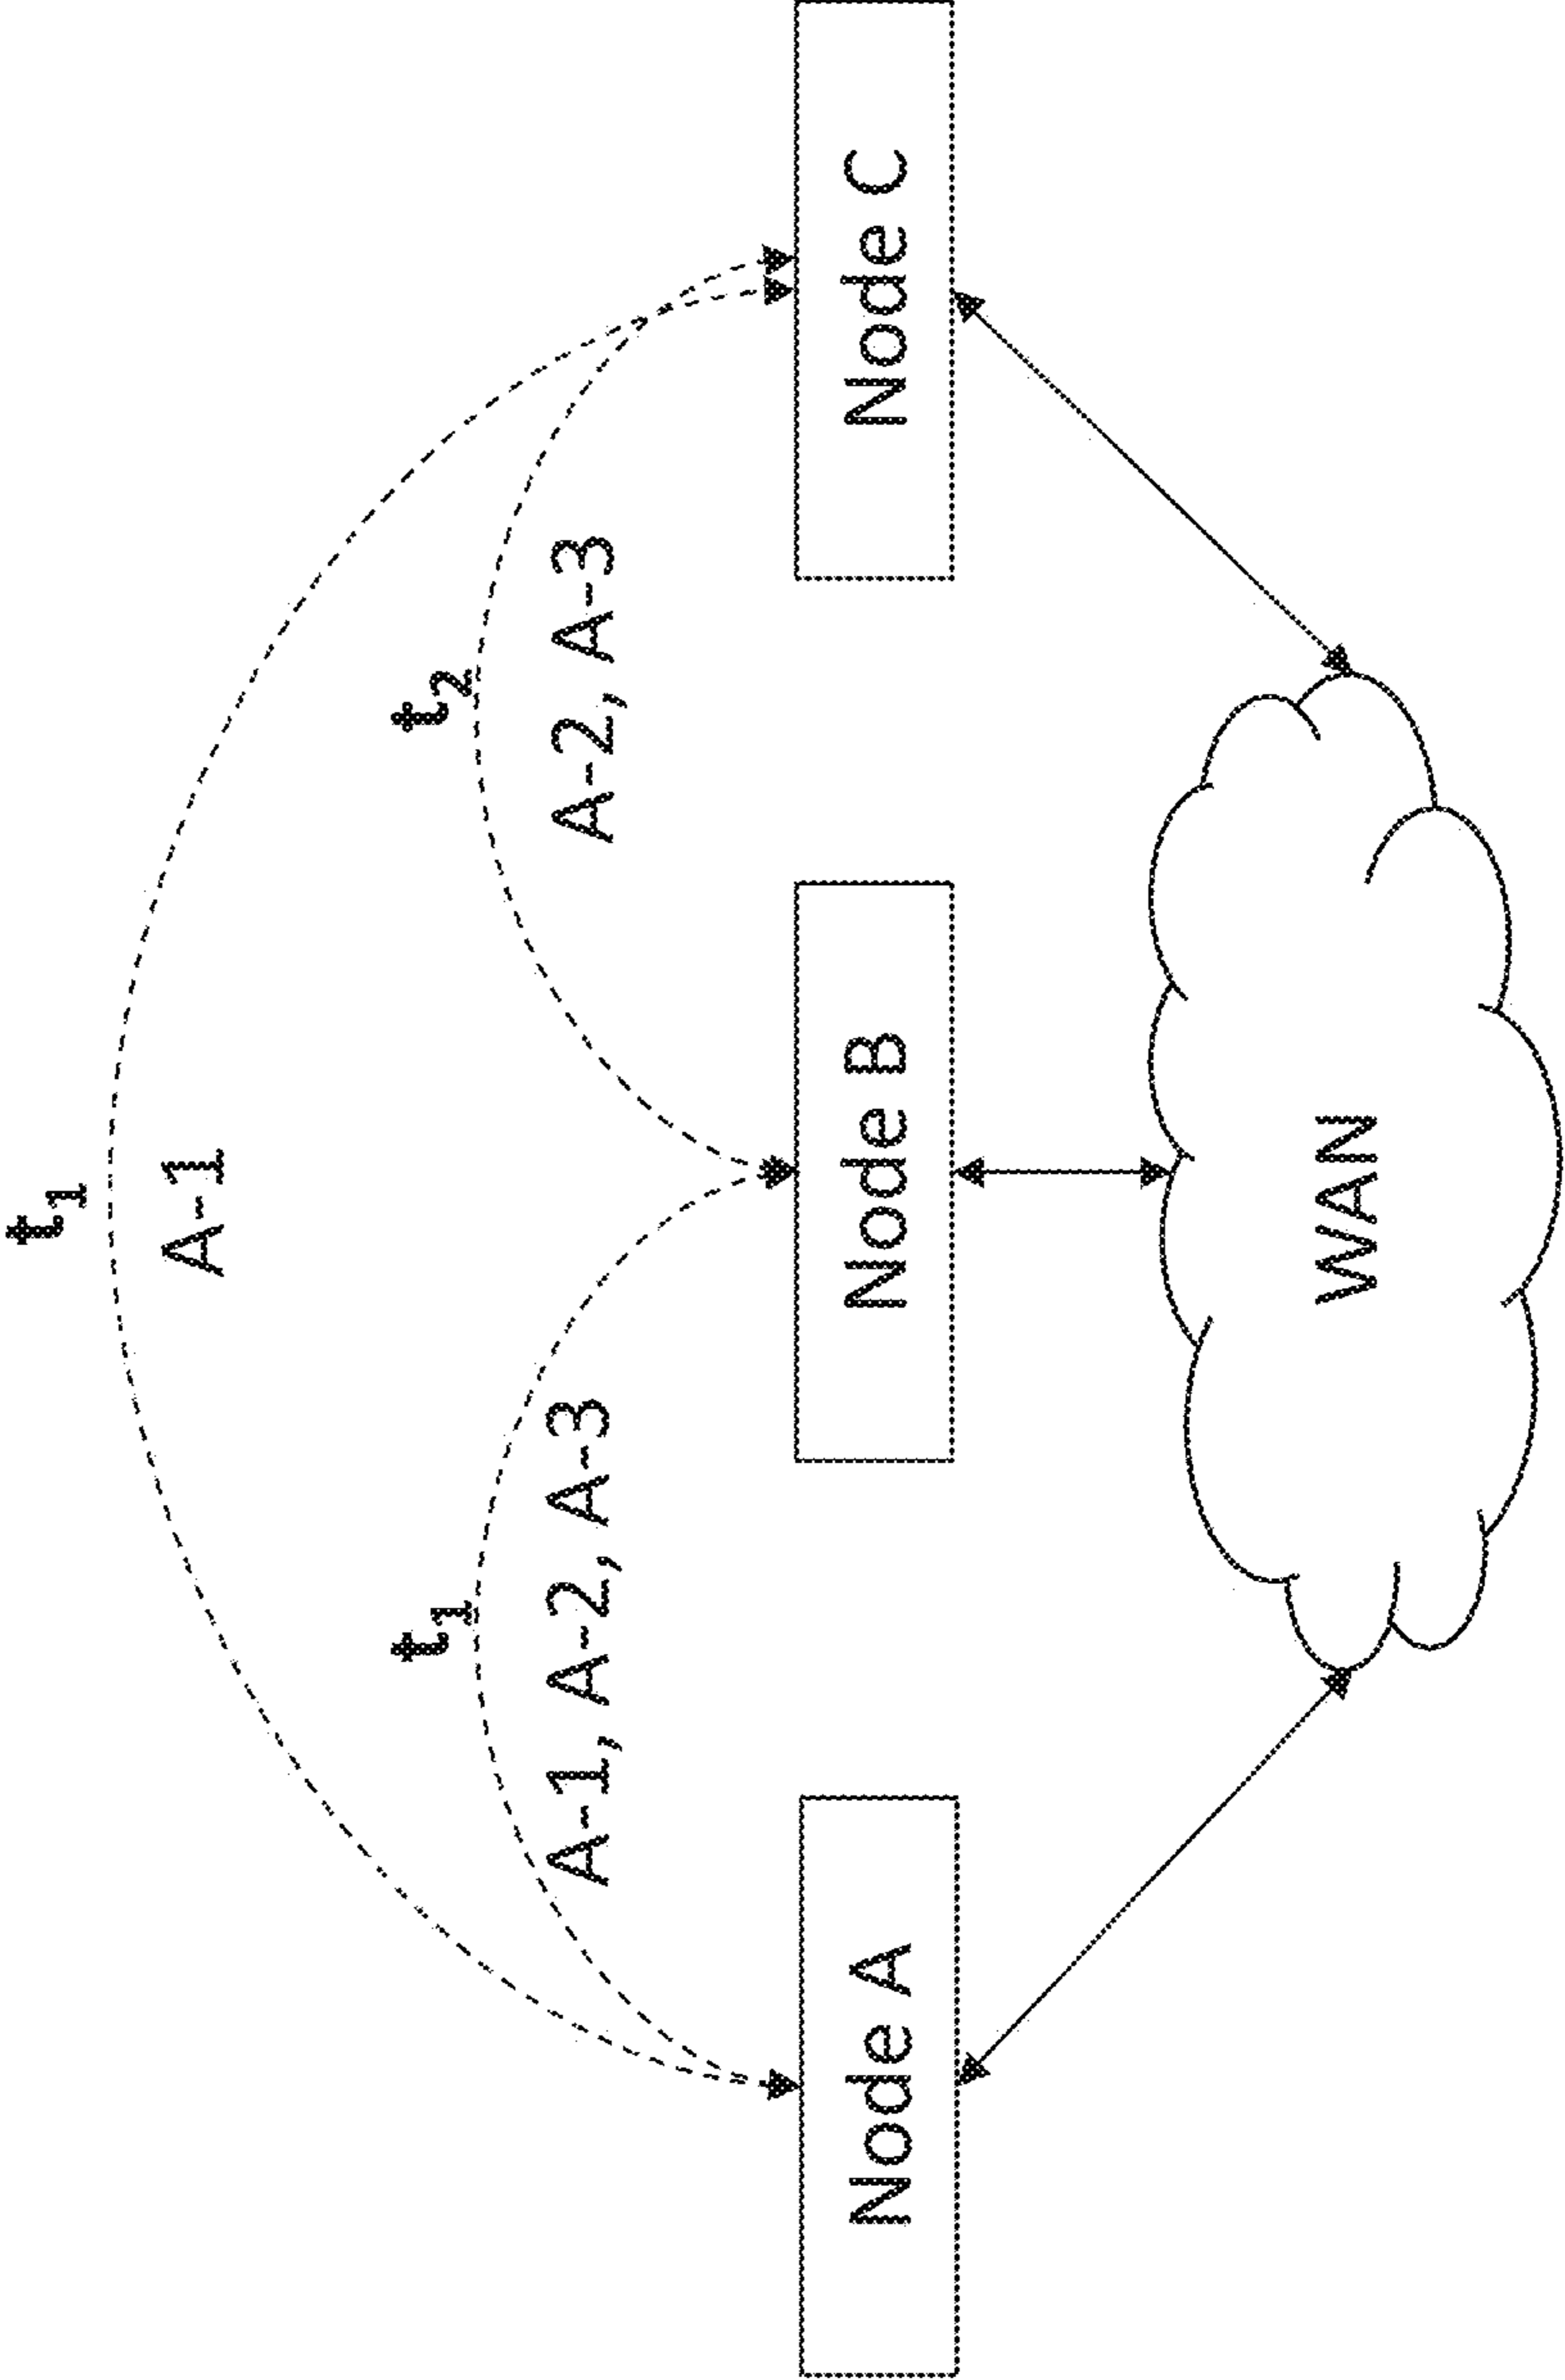 t1
A-1
t1
t2
A-1, A-2, A-3
A-2, A-3
Node A
Node B
Node C
WAN